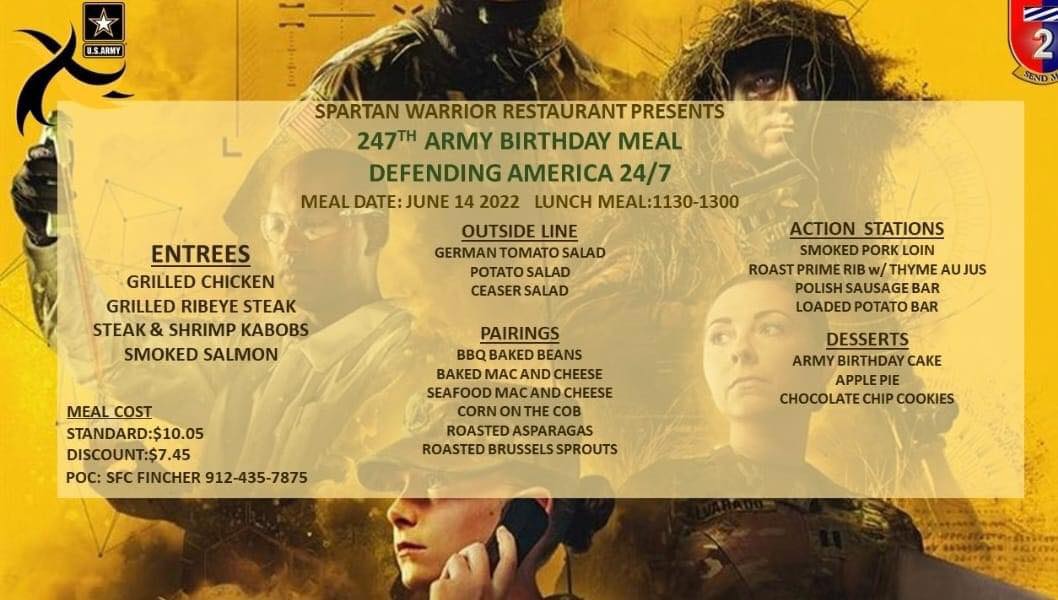 U.S. ARMY
2
SEND
SPARTAN WARRIOR RESTAURANT PRESENTS
247TH ARMY BIRTHDAY MEAL
DEFENDING AMERICA 24/7
MEAL DATE: JUNE 14 2022 LUNCH MEAL:1130-1300
ENTREES
GRILLED CHICKEN
GRILLED RIBEYE STEAK
STEAK & SHRIMP KABOBS
SMOKED SALMON
MEAL COST
STANDARD:$10.05
DISCOUNT:$7.45
POC: SFC FINCHER 912-435-7875
OUTSIDE LINE
GERMAN TOMATO SALAD
POTATO SALAD
CEASER SALAD
PAIRINGS
BBQ BAKED BEANS
BAKED MAC AND CHEESE
SEAFOOD MAC AND CHEESE
CORN ON THE COB
ROASTED ASPARAGAS
ROASTED BRUSSELS SPROUTS
ACTION STATIONS
SMOKED PORK LOIN
ROAST PRIME RIB w/ THYME AU JUS
POLISH SAUSAGE BAR
LOADED POTATO BAR
DESSERTS
ARMY BIRTHDAY CAKE
APPLE PIE
CHOCOLATE CHIP COOKIES